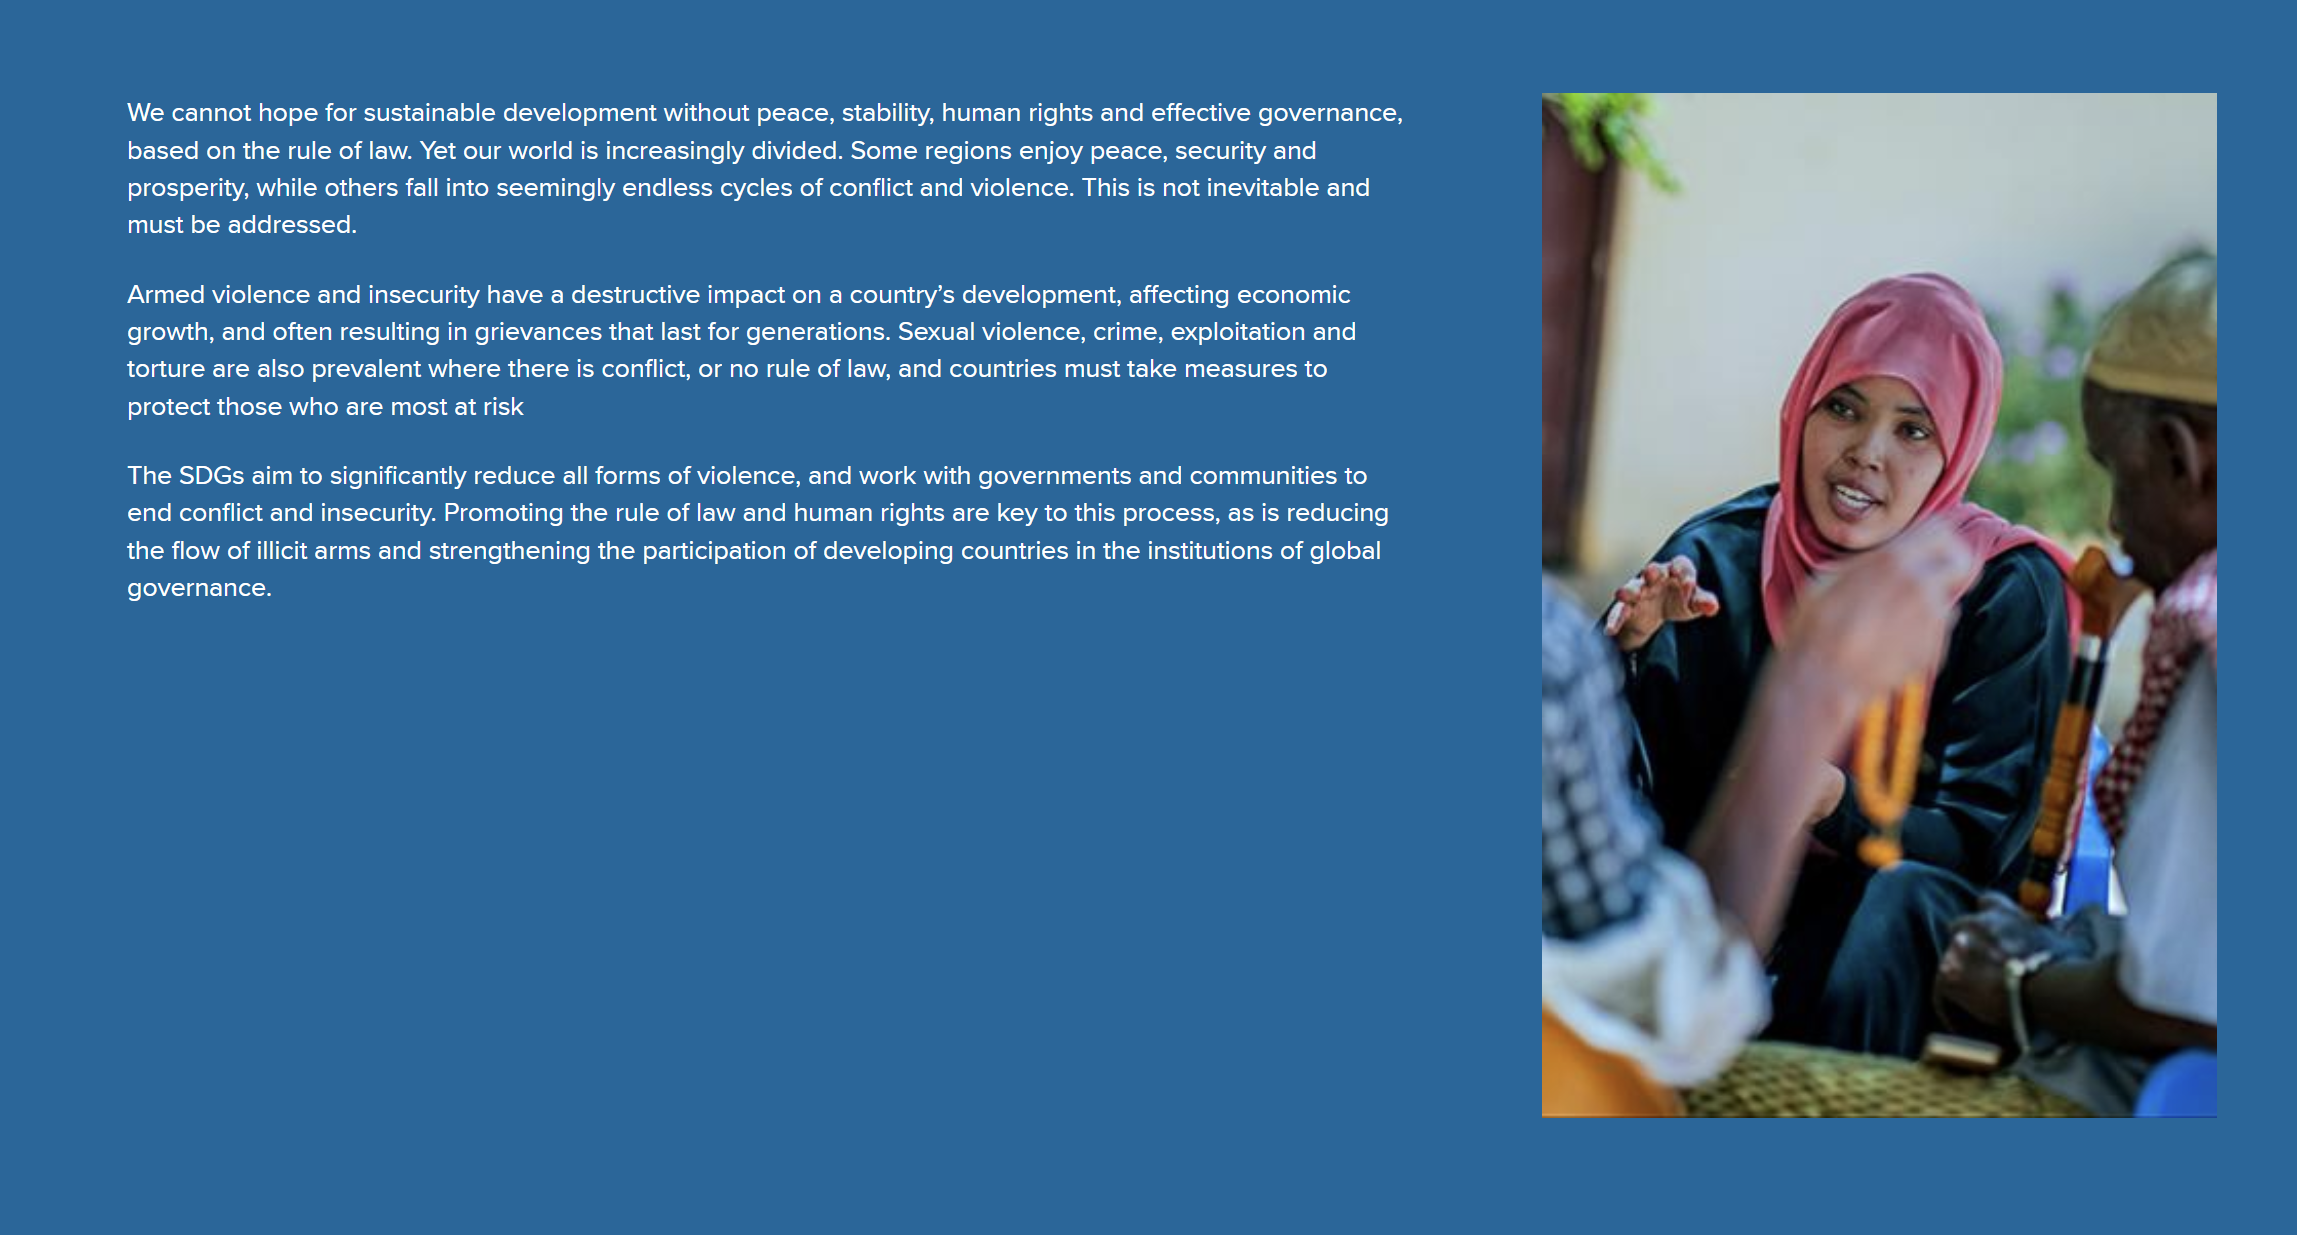 We cannot hope for sustainable development without peace, stability, human rights and effective governance,
based on the rule of law. Yet our world is increasingly divided. Some regions enjoy peace, security and
prosperity, while others fall into seemingly endless cycles of conflict and violence. This is not inevitable and
must be addressed.
Armed violence and insecurity have a destructive impact on a country’s development, affecting economic
growth, and often resulting in grievances that last for generations. Sexual violence, crime, exploitation and
torture are also prevalent where there is conflict, or no rule of law, and countries must take measures to
protect those who are most at risk
The SDGs aim to significantly reduce all forms of violence, and work with governments and communities to
end conflict and insecurity. Promoting the rule of law and human rights are key to this process, as is reducing
the flow of illicit arms and strengthening the participation of developing countries in the institutions of global
governance.